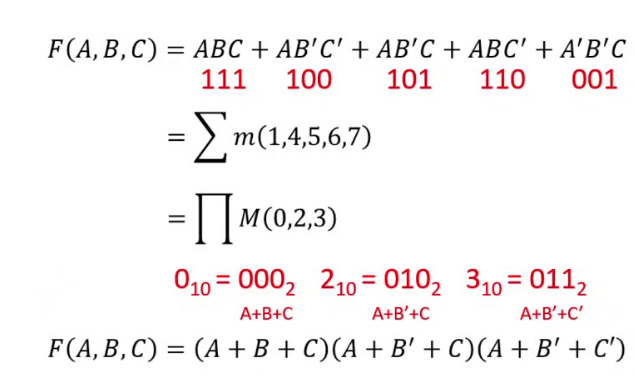 F(A, B, C) = ABC + AB′C′ + AB′C + ABC′ + A′B′C
111 100 101 110 001
= ∑ m(1,4,5,6,7)
= ∏ M(0,2,3)
0₁₀ = 000₂ 2₁₀ = 010₂ 3₁₀ = 011₂
A+B+C A+B′+C A+B′+C′
F(A, B, C) = (A + B + C)(A + B′ + C)(A + B′ + C′)